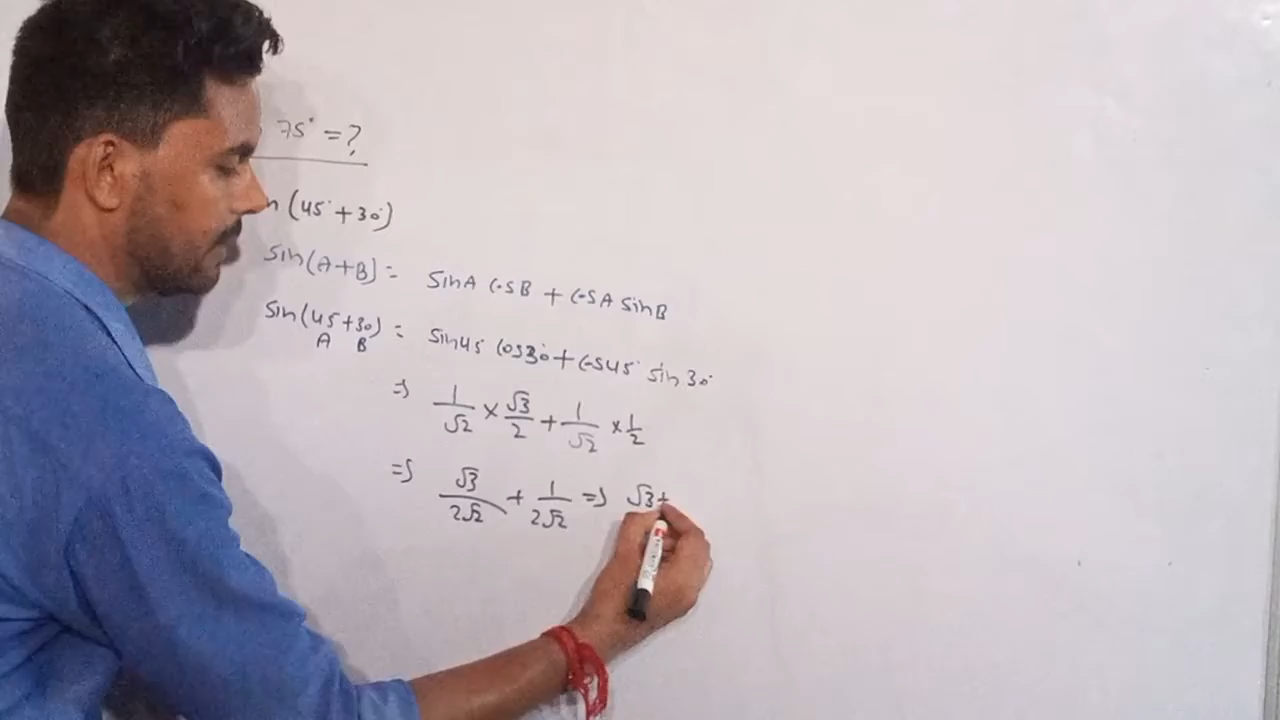 75° = ?
n (45° + 30°)
sin(A+B) = sinA cosB + cosA sinB
sin(45+30) = sin45 cos30 + cos45° sin30°
A B
=> 1/√2 × √3/2 + 1/√2 × 1/2
=> √3/2√2 + 1/2√2 => √3+